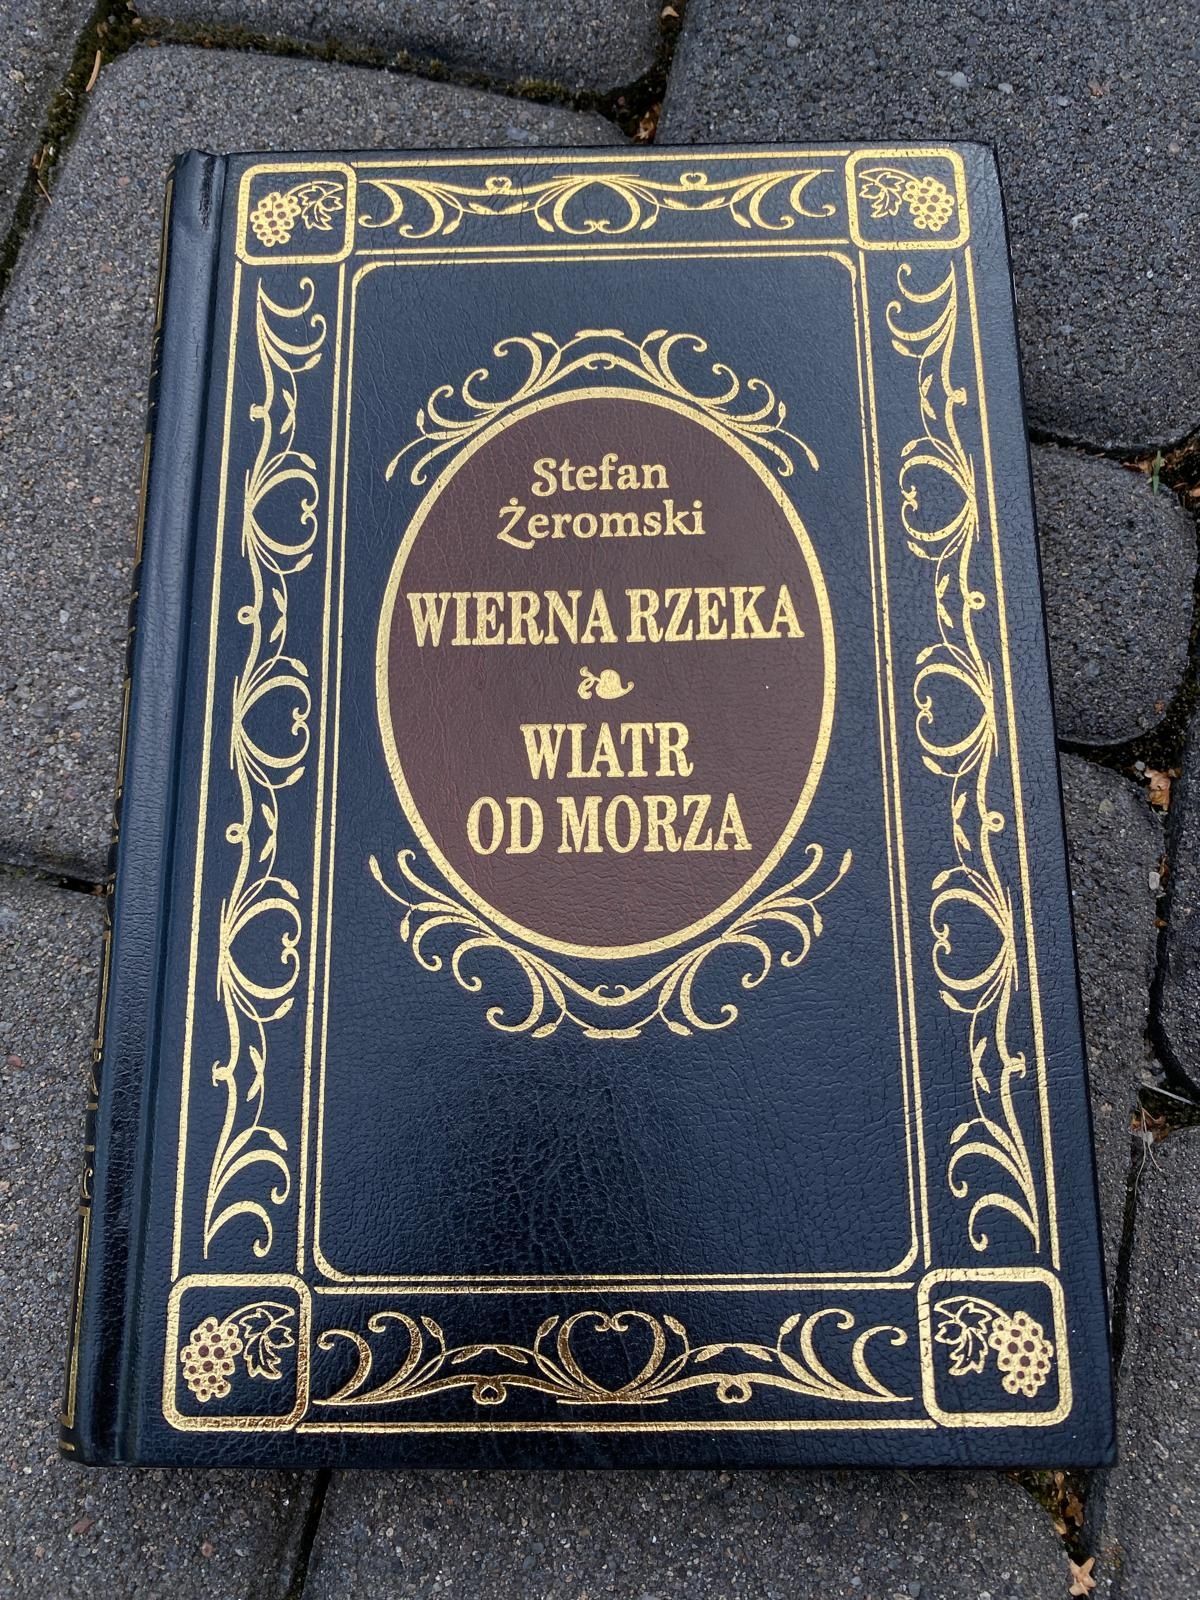 Stefan
Żeromski
WIERNA RZEKA
WIATR
OD MORZA